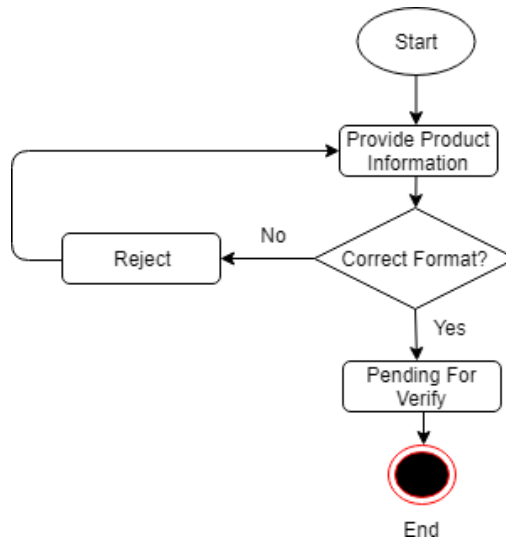 Start
Provide Product
Information
No
Reject
Correct Format?
Yes
Pending For
Verify
End